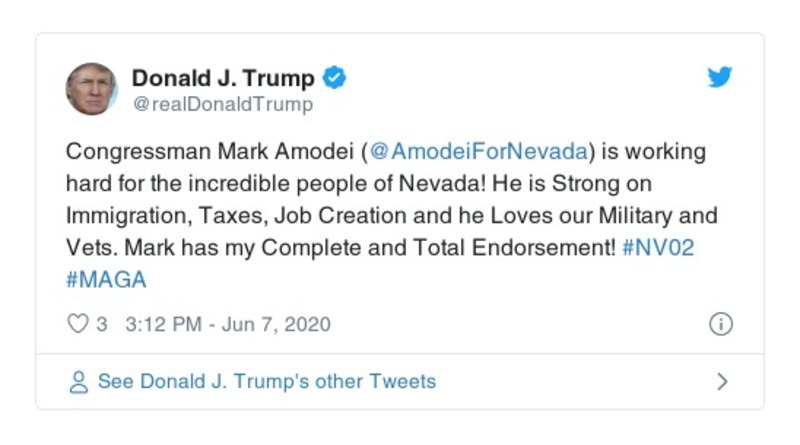 Donald J. Trump
@realDonaldTrump
Congressman Mark Amodei (@AmodeiForNevada) is working
hard for the incredible people of Nevada! He is Strong on
Immigration, Taxes, Job Creation and he Loves our Military and
Vets. Mark has my Complete and Total Endorsement! #NV02
#MAGA
3 3:12 PM - Jun 7, 2020
See Donald J. Trump's other Tweets